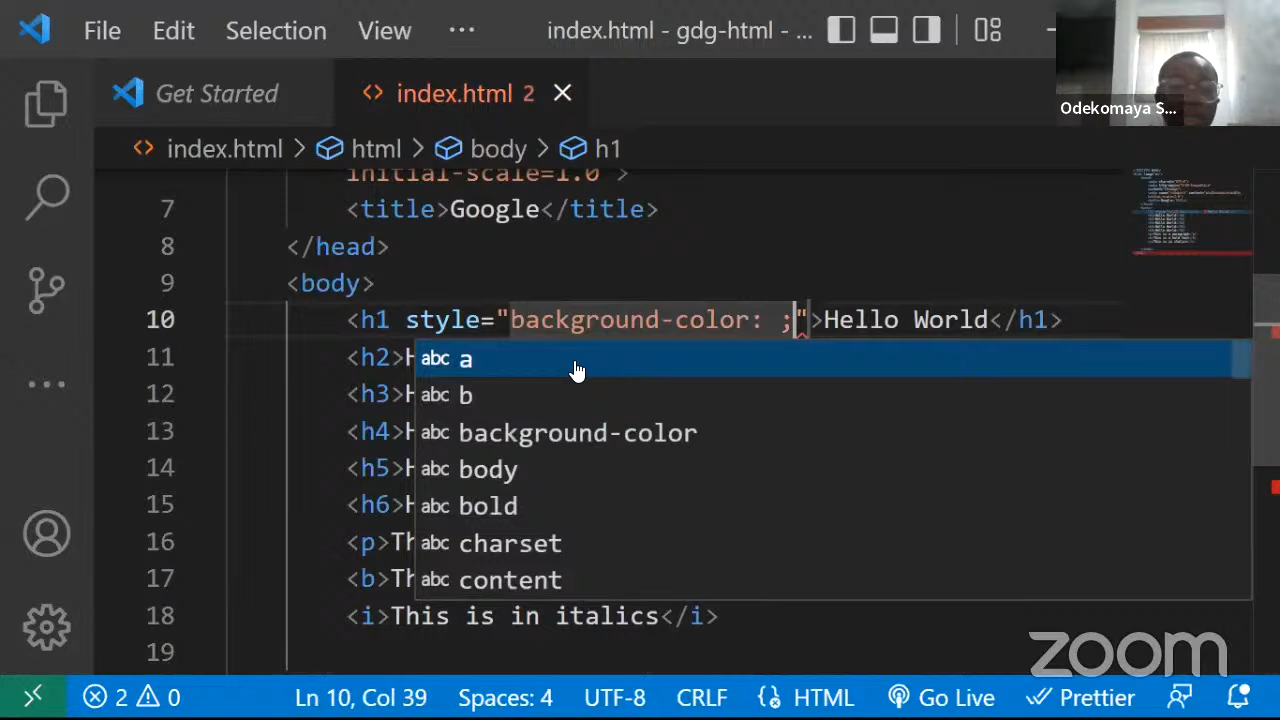 File Edit Selection View ··· index.html - gdg-html - ...
Get Started index.html 2
Odekomaya S...
index.html > html > body > h1
initial-scale=1.0">
7 <title>Google</title>
8 </head>
9 <body>
10 <h1 style="background-color: ;">Hello World</h1>
11 <h2>H
abc a
12 <h3>H
abc b
13 <h4>H
abc background-color
14 <h5>H
abc body
15 <h6>H
abc bold
16 <p>Th
abc charset
17 <b>Th
abc content
18 <i>This is in italics</i>
19
zoom
2 0 Ln 10, Col 39 Spaces: 4 UTF-8 CRLF HTML Go Live Prettier